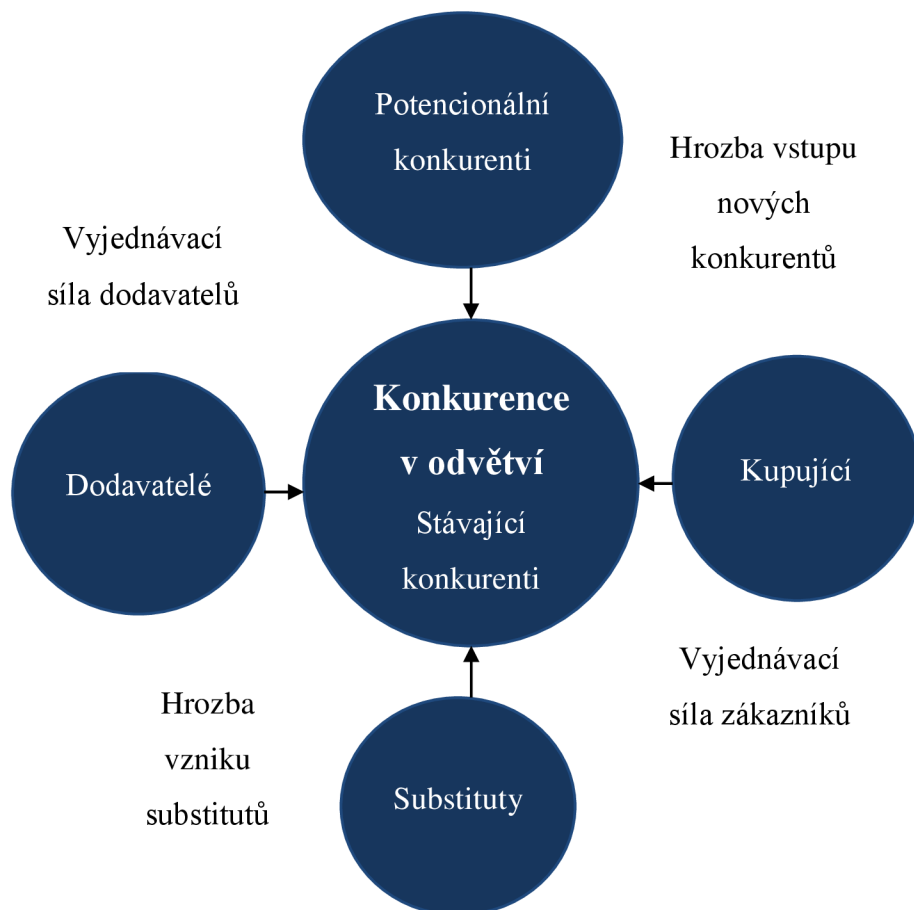 Potencionální
konkurenti
Hrozba vstupu
nových
konkurentů
Vyjednávací
síla dodavatelů
Konkurence
v odvětví
Stávající
konkurenti
Dodavatelé
Kupující
Vyjednávací
síla zákazníků
Hrozba
vzniku
substitutů
Substituty